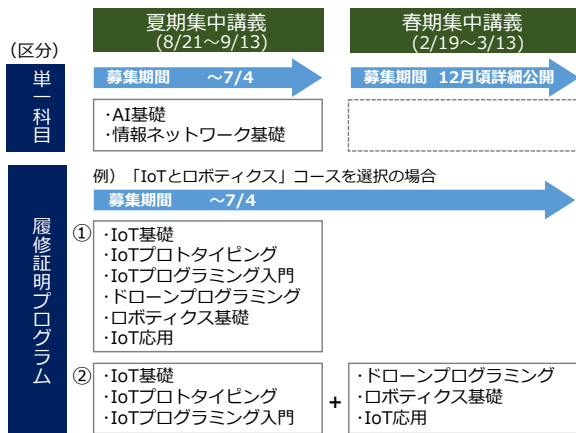 夏期集中講義
(8/21～9/13)
春期集中講義
(2/19～3/13)
（区分）
単一科目
募集期間　～7/4
募集期間　12月頃詳細公開
・AI基礎
・情報ネットワーク基礎
履修証明プログラム
例）「IoTとロボティクス」コースを選択の場合
募集期間　～7/4
①
・IoT基礎
・IoTプロトタイピング
・IoTプログラミング入門
・ドローンプログラミング
・ロボティクス基礎
・IoT応用
②
・IoT基礎
・IoTプロトタイピング
・IoTプログラミング入門
+
・ドローンプログラミング
・ロボティクス基礎
・IoT応用